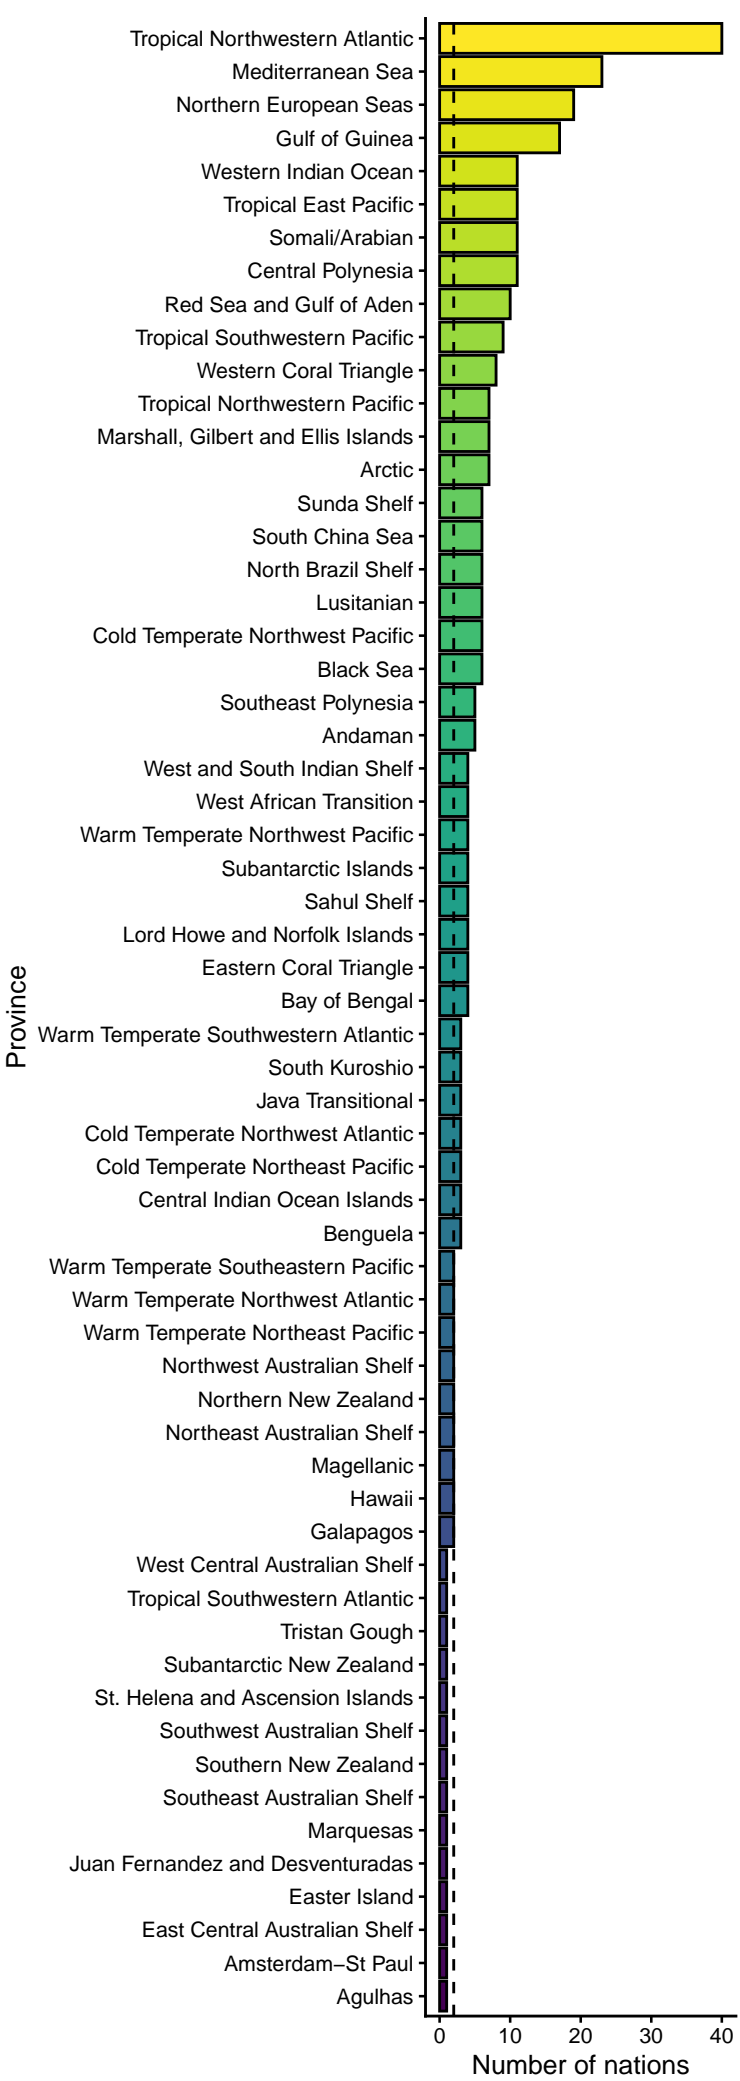 Tropical Northwestern Atlantic
Mediterranean Sea
Northern European Seas
Gulf of Guinea
Western Indian Ocean
Tropical East Pacific
Somali/Arabian
Central Polynesia
Red Sea and Gulf of Aden
Tropical Southwestern Pacific
Western Coral Triangle
Tropical Northwestern Pacific
Marshall, Gilbert and Ellis Islands
Arctic
Sunda Shelf
South China Sea
North Brazil Shelf
Lusitanian
Cold Temperate Northwest Pacific
Black Sea
Southeast Polynesia
Andaman
West and South Indian Shelf
West African Transition
Warm Temperate Northwest Pacific
Subantarctic Islands
Sahul Shelf
Lord Howe and Norfolk Islands
Eastern Coral Triangle
Bay of Bengal
Warm Temperate Southwestern Atlantic
South Kuroshio
Java Transitional
Cold Temperate Northwest Atlantic
Cold Temperate Northeast Pacific
Central Indian Ocean Islands
Benguela
Warm Temperate Southeastern Pacific
Warm Temperate Northwest Atlantic
Warm Temperate Northeast Pacific
Northwest Australian Shelf
Northern New Zealand
Northeast Australian Shelf
Magellanic
Hawaii
Galapagos
West Central Australian Shelf
Tropical Southwestern Atlantic
Tristan Gough
Subantarctic New Zealand
St. Helena and Ascension Islands
Southwest Australian Shelf
Southern New Zealand
Southeast Australian Shelf
Marquesas
Juan Fernandez and Desventuradas
Easter Island
East Central Australian Shelf
Amsterdam−St Paul
Agulhas
Province
0 10 20 30 40
Number of nations